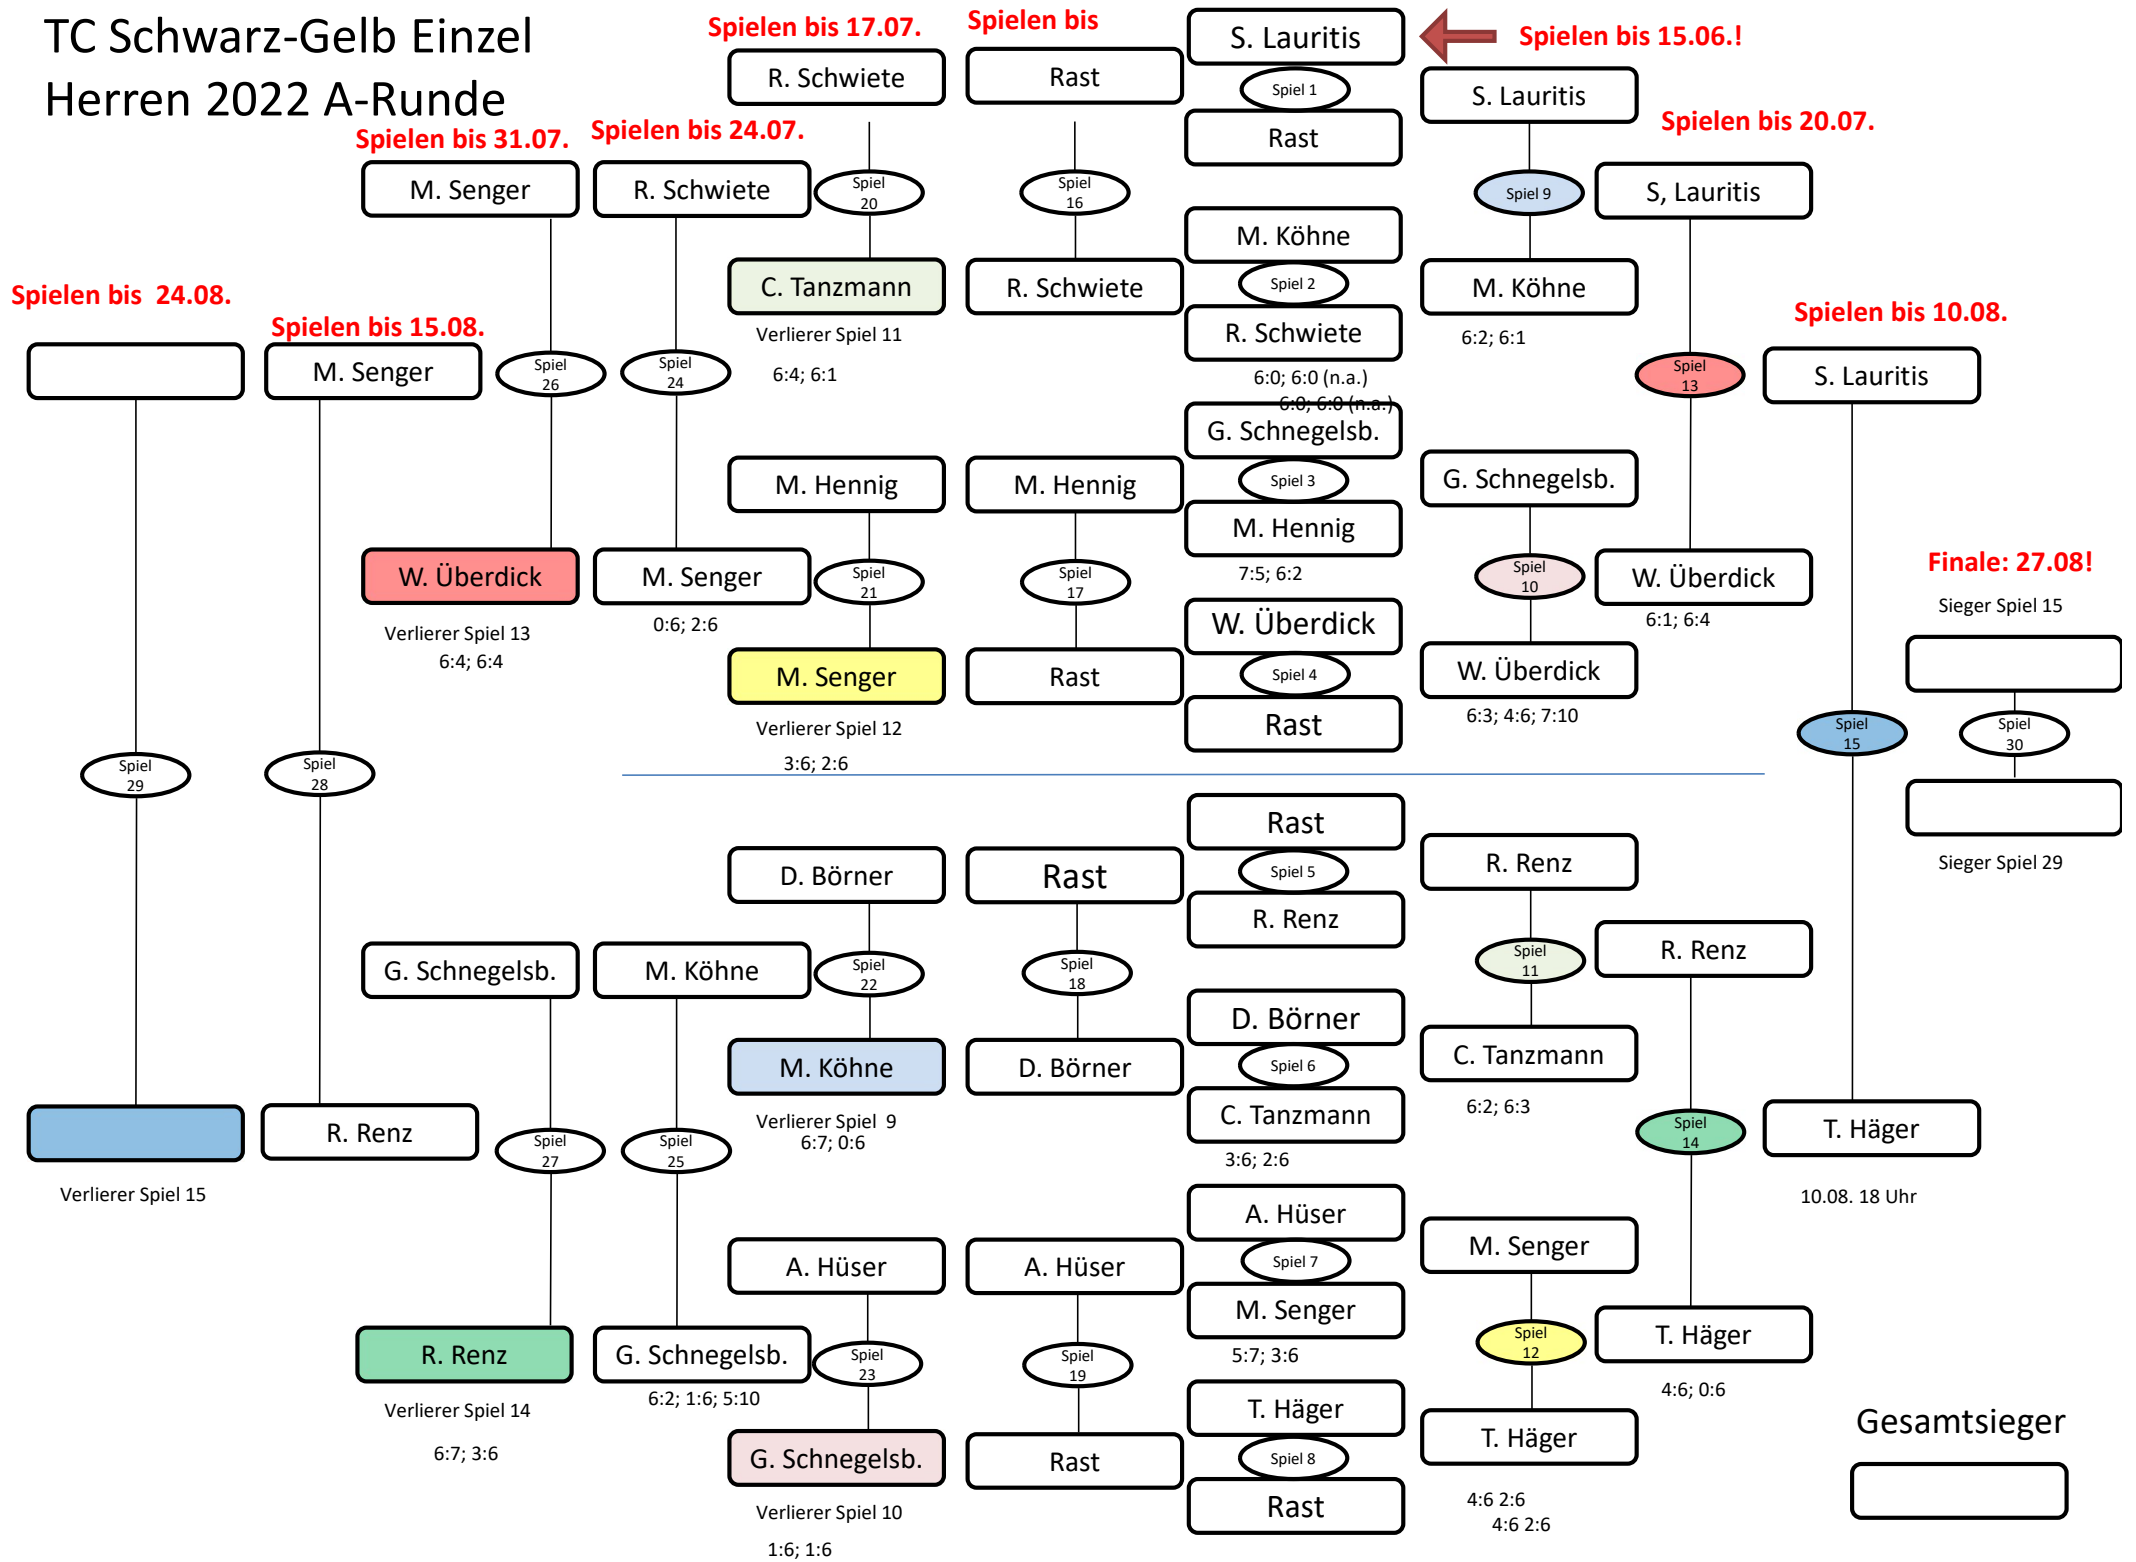 TC Schwarz-Gelb Einzel
Herren 2022 A-Runde
Spielen bis 24.08.
Spiel
29
Verlierer Spiel 15
Spielen bis 15.08.
M. Senger
Spiel
28
R. Renz
Spielen bis 31.07.
M. Senger
Spiel
26
W. Überdick
Verlierer Spiel 13
6:4; 6:4
G. Schnegelsb.
Spiel
27
R. Renz
Verlierer Spiel 14
6:7; 3:6
Spielen bis 24.07.
R. Schwiete
Spiel
24
M. Senger
0:6; 2:6
M. Köhne
Spiel
25
G. Schnegelsb.
6:2; 1:6; 5:10
Spielen bis 17.07.
R. Schwiete
Spiel
20
C. Tanzmann
Verlierer Spiel 11
6:4; 6:1
M. Hennig
Spiel
21
M. Senger
Verlierer Spiel 12
3:6; 2:6
D. Börner
Spiel
22
M. Köhne
Verlierer Spiel 9
6:7; 0:6
A. Hüser
Spiel
23
G. Schnegelsb.
Verlierer Spiel 10
1:6; 1:6
Spielen bis
Rast
Spiel
16
R. Schwiete
M. Hennig
Spiel
17
Rast
Rast
Spiel
18
D. Börner
A. Hüser
Spiel
19
Rast
S. Lauritis
Spiel 1
Rast
M. Köhne
Spiel 2
R. Schwiete
6:0; 6:0 (n.a.)
6:0; 6:0 (n.a.)
G. Schnegelsb.
Spiel 3
M. Hennig
7:5; 6:2
W. Überdick
Spiel 4
Rast
Rast
Spiel 5
R. Renz
D. Börner
Spiel 6
C. Tanzmann
3:6; 2:6
A. Hüser
Spiel 7
M. Senger
5:7; 3:6
T. Häger
Spiel 8
Rast
Spielen bis 15.06.!
S. Lauritis
Spiel 9
M. Köhne
6:2; 6:1
G. Schnegelsb.
Spiel
10
W. Überdick
6:3; 4:6; 7:10
R. Renz
Spiel
11
C. Tanzmann
6:2; 6:3
M. Senger
Spiel
12
T. Häger
4:6 2:6
4:6 2:6
Spielen bis 20.07.
S, Lauritis
Spiel
13
W. Überdick
6:1; 6:4
R. Renz
Spiel
14
T. Häger
4:6; 0:6
Spielen bis 10.08.
S. Lauritis
Spiel
15
T. Häger
10.08. 18 Uhr
Finale: 27.08!
Sieger Spiel 15
Spiel
30
Sieger Spiel 29
Gesamtsieger